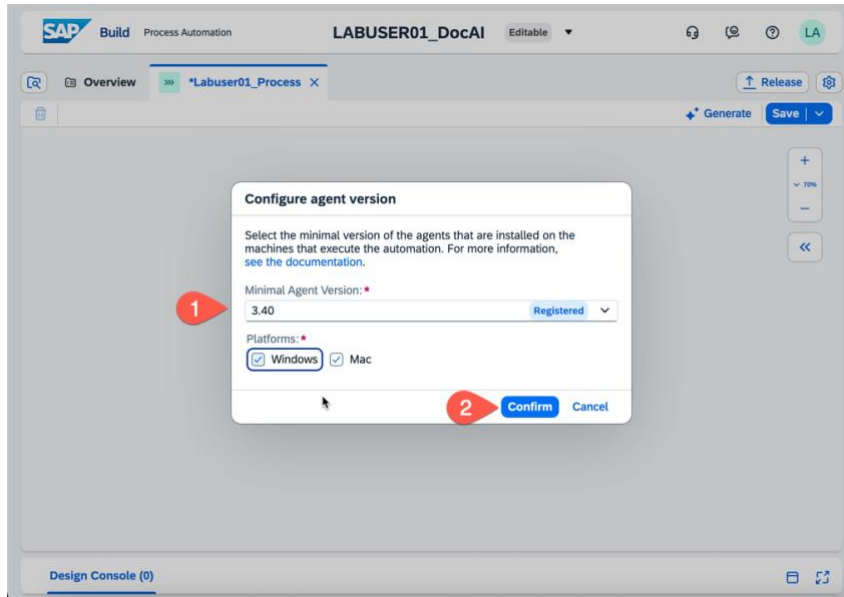 SAP Build Process Automation LABUSER01_DocAI Editable LA
Overview *Labuser01_Process Release
Generate Save
70%
Configure agent version
Select the minimal version of the agents that are installed on the
machines that execute the automation. For more information,
see the documentation.
Minimal Agent Version:*
1 3.40 Registered
Platforms:*
Windows Mac
2 Confirm Cancel
Design Console (0)